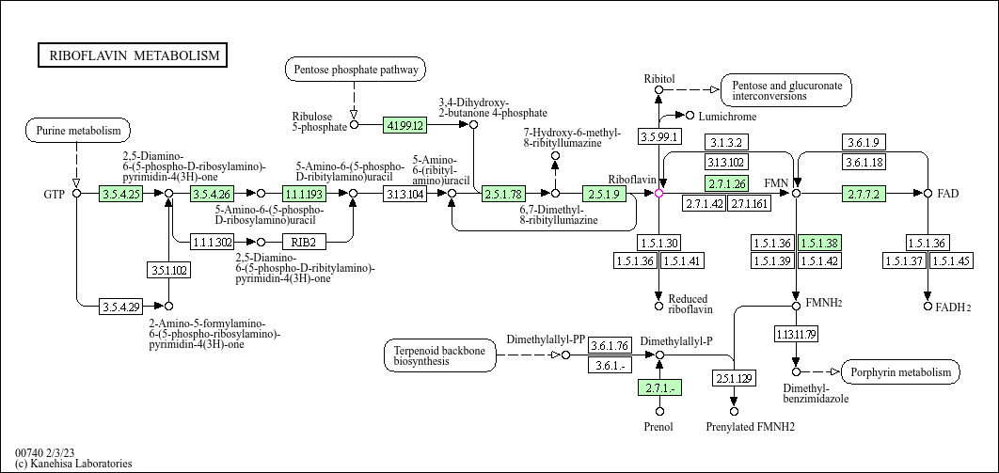 RIBOFLAVIN METABOLISM
Pentose phosphate pathway
Ribitol
Pentose and glucuronate
interconversions
Ribulose
5-phosphate
4.1.99.12
3,4-Dihydroxy-
2-butanone 4-phosphate
Lumichrome
3.5.99.1
Purine metabolism
7-Hydroxy-6-methyl-
8-ribityllumazine
3.1.3.2
3.1.3.102
2.7.1.26
2.7.1.42
2.7.1.161
3.6.1.9
3.6.1.18
2,5-Diamino-
6-(5-phospho-D-ribosylamino)-
pyrimidin-4(3H)-one
5-Amino-6-(5-phospho-
D-ribitylamino)uracil
5-Amino-
6-(ribityl-
amino)uracil
Riboflavin
FMN
GTP
3.5.4.25
3.5.4.26
1.1.1.193
3.1.3.104
2.5.1.78
2.5.1.9
2.7.7.2
FAD
5-Amino-6-(5-phospho-
D-ribosylamino)uracil
6,7-Dimethyl-
8-ribityllumazine
1.1.1.302
RIB2
2,5-Diamino-
6-(5-phospho-D-ribitylamino)-
pyrimidin-4(3H)-one
3.5.1.102
1.5.1.30
1.5.1.36
1.5.1.41
1.5.1.36
1.5.1.38
1.5.1.39
1.5.1.42
1.5.1.36
1.5.1.37
1.5.1.45
3.5.4.29
2-Amino-5-formylamino-
6-(5-phospho-ribosylamino)-
pyrimidin-4(3H)-one
Reduced
riboflavin
FMNH2
FADH2
1.13.11.79
Terpenoid backbone
biosynthesis
Dimethylallyl-PP
3.6.1.76
3.6.1.-
Dimethylallyl-P
2.7.1.-
2.5.1.129
Dimethyl-
benzimidazole
Porphyrin metabolism
Prenol
Prenylated FMNH2
00740 2/3/23
(c) Kanehisa Laboratories